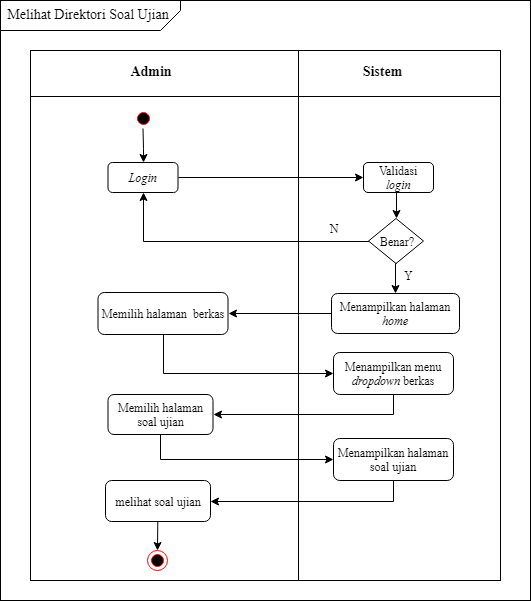 Melihat Direktori Soal Ujian
Admin
Sistem
Login
Validasi
login
Benar?
N
Y
Menampilkan halaman
home
Memilih halaman berkas
Menampilkan menu
dropdown berkas
Memilih halaman
soal ujian
Menampilkan halaman
soal ujian
melihat soal ujian